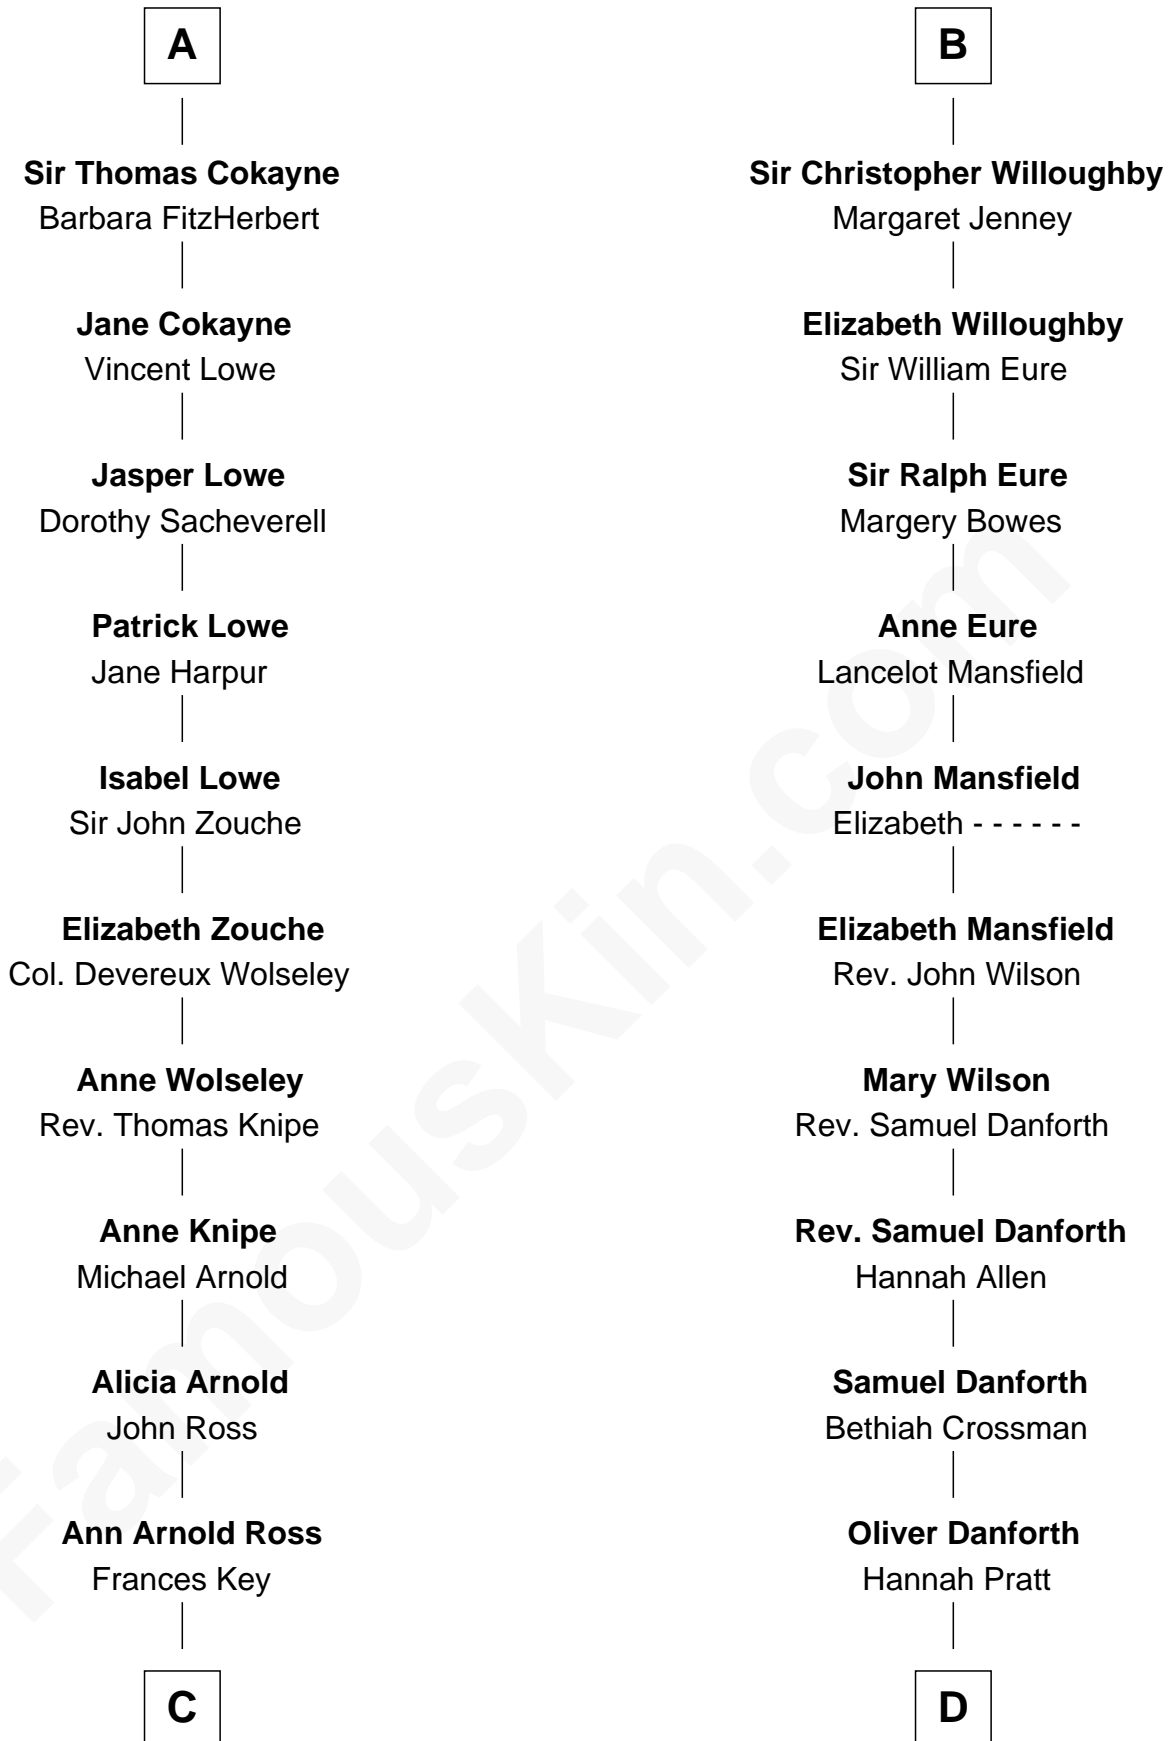 A
Sir Thomas Cokayne
Barbara FitzHerbert
Jane Cokayne
Vincent Lowe
Jasper Lowe
Dorothy Sacheverell
Patrick Lowe
Jane Harpur
Isabel Lowe
Sir John Zouche
Elizabeth Zouche
Col. Devereux Wolseley
Anne Wolseley
Rev. Thomas Knipe
Anne Knipe
Michael Arnold
Alicia Arnold
John Ross
Ann Arnold Ross
Frances Key
C
B
Sir Christopher Willoughby
Margaret Jenney
Elizabeth Willoughby
Sir William Eure
Sir Ralph Eure
Margery Bowes
Anne Eure
Lancelot Mansfield
John Mansfield
Elizabeth - - - - - -
Elizabeth Mansfield
Rev. John Wilson
Mary Wilson
Rev. Samuel Danforth
Rev. Samuel Danforth
Hannah Allen
Samuel Danforth
Bethiah Crossman
Oliver Danforth
Hannah Pratt
D
FamousKin.com